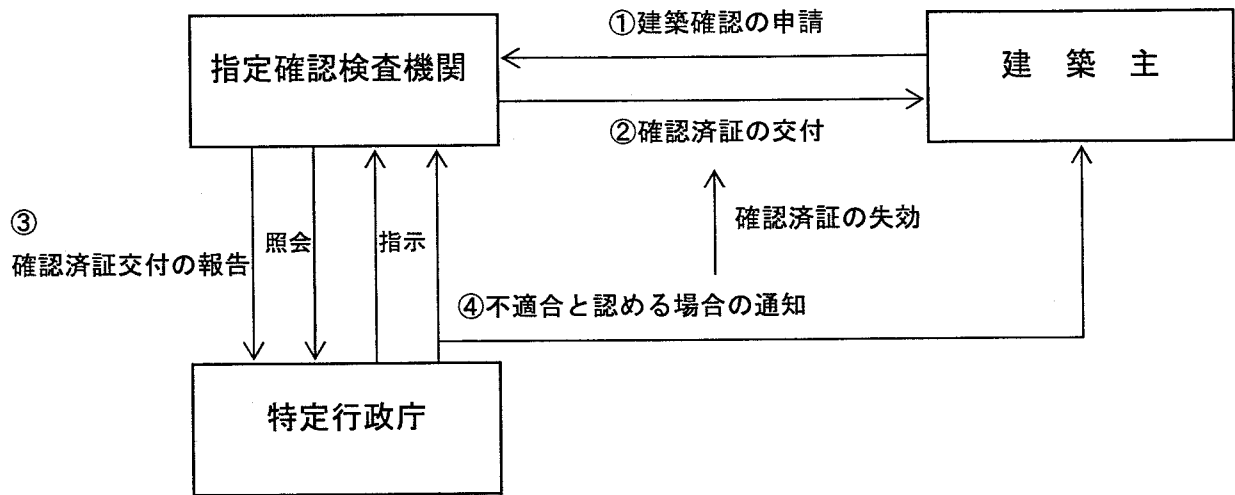 ①建築確認の申請
指定確認検査機関
建築主
②確認済証の交付
③
確認済証交付の報告
照会
指示
確認済証の失効
④不適合と認める場合の通知
特定行政庁